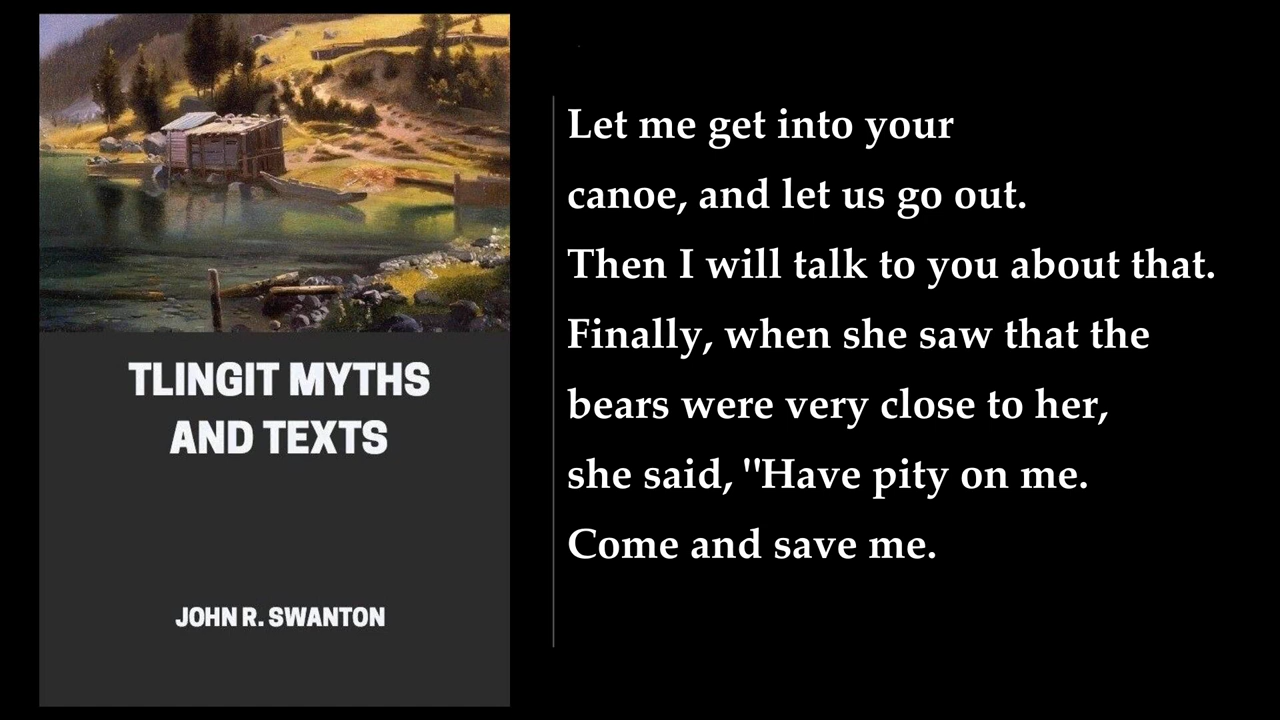 TLINGIT MYTHS
AND TEXTS
JOHN R. SWANTON
Let me get into your
canoe, and let us go out.
Then I will talk to you about that.
Finally, when she saw that the
bears were very close to her,
she said, "Have pity on me.
Come and save me.